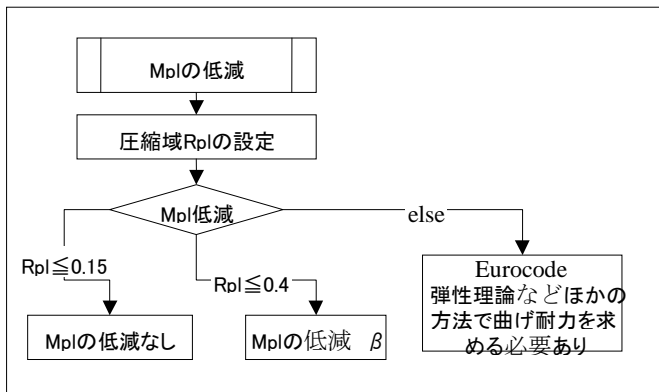 Mplの低減
圧縮域Rplの設定
Mpl低減
else
Rpl≦0.15
Rpl≦0.4
Mplの低減なし
Mplの低減 β
Eurocode
弾性理論などほかの
方法で曲げ耐力を求
める必要あり